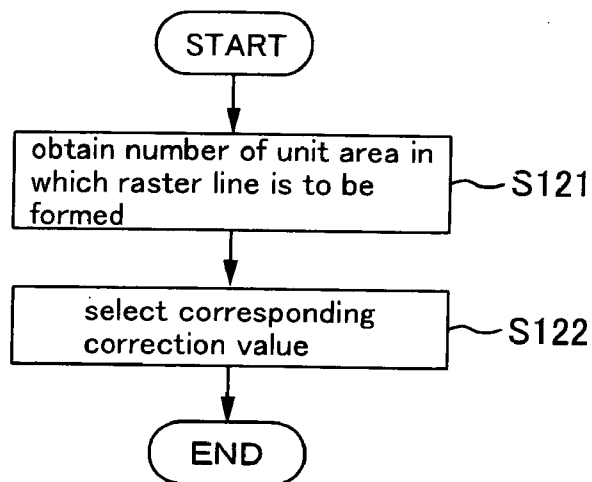 START
obtain number of unit area in
which raster line is to be
formed
S121
select corresponding
correction value
S122
END